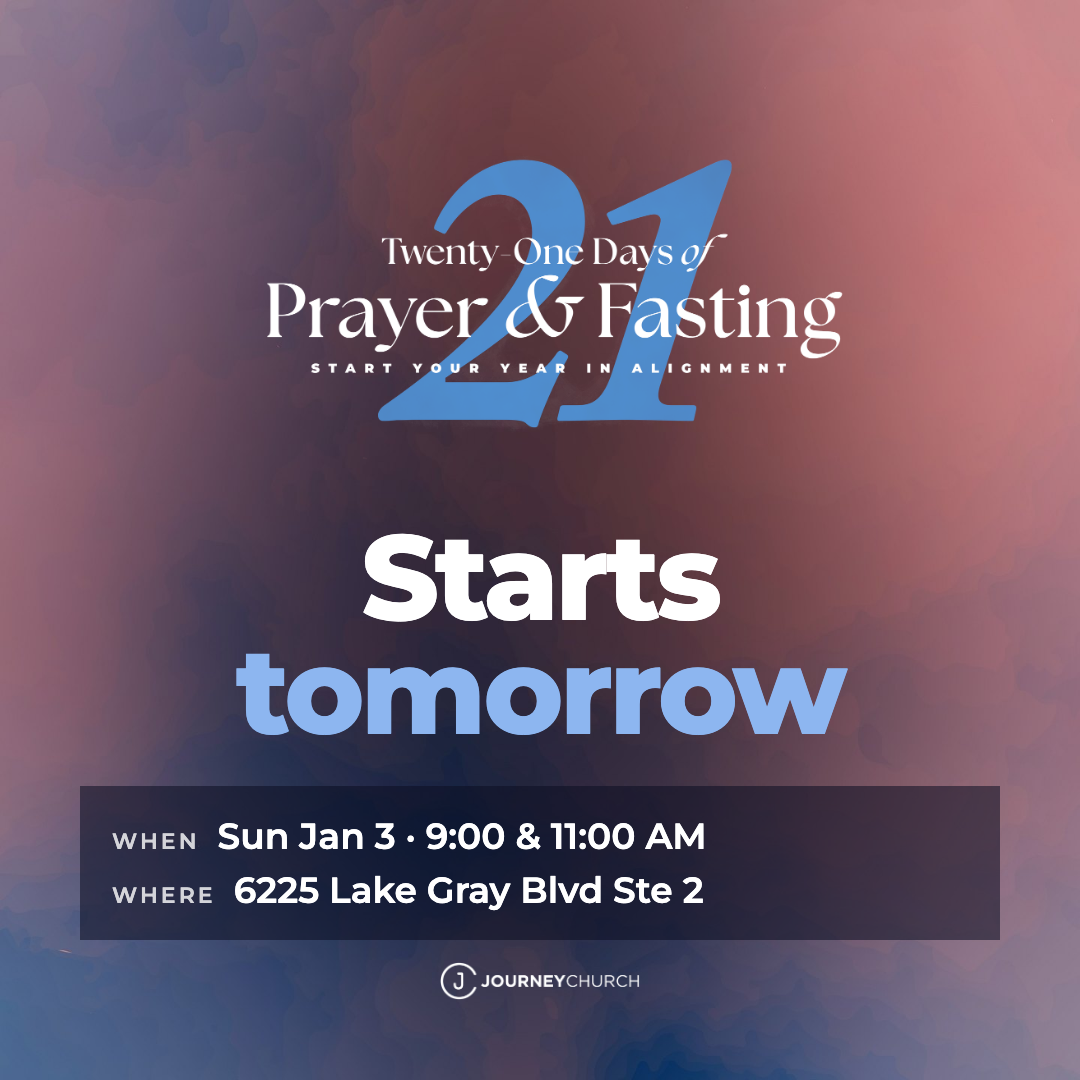 21
Twenty-One Days of
Prayer & Fasting
START YOUR YEAR IN ALIGNMENT
Starts
tomorrow
WHEN Sun Jan 3 · 9:00 & 11:00 AM
WHERE 6225 Lake Gray Blvd Ste 2
JC JOURNEYCHURCH